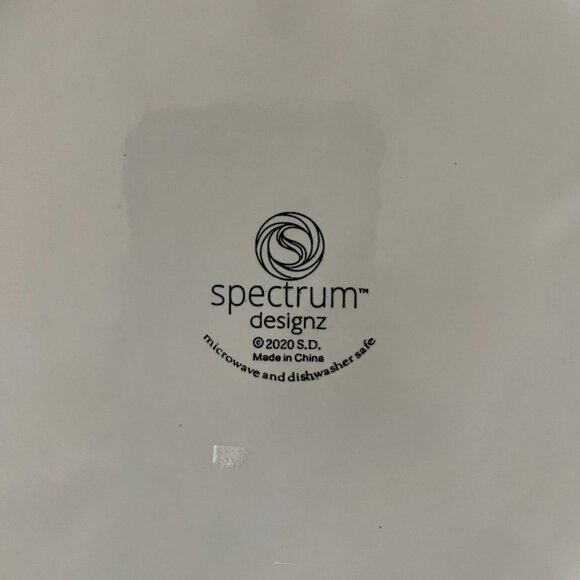 S
spectrum™
designz
© 2020 S.D.
Made in China
microwave and dishwasher safe